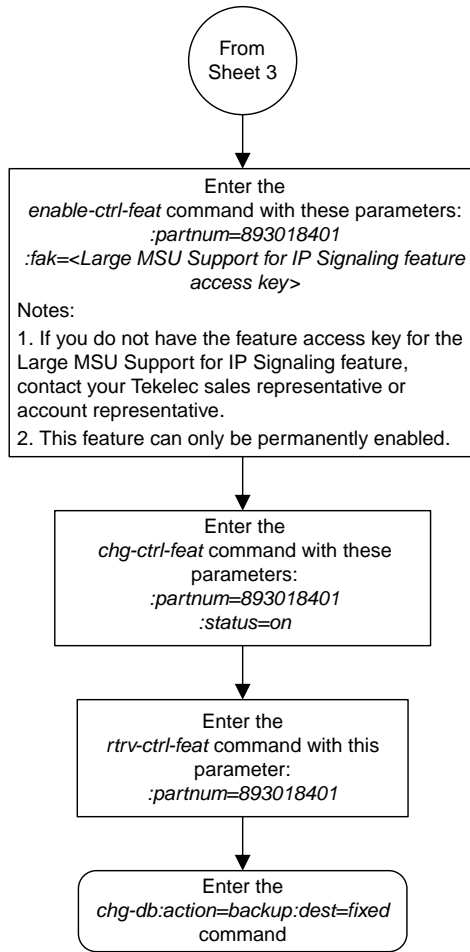 From
Sheet 3
Enter the
enable-ctrl-feat command with these parameters:
:partnum=893018401
:fak=<Large MSU Support for IP Signaling feature
access key>
Notes:
1. If you do not have the feature access key for the
Large MSU Support for IP Signaling feature,
contact your Tekelec sales representative or
account representative.
2. This feature can only be permanently enabled.
Enter the
chg-ctrl-feat command with these
parameters:
:partnum=893018401
:status=on
Enter the
rtrv-ctrl-feat command with this
parameter:
:partnum=893018401
Enter the
chg-db:action=backup:dest=fixed
command